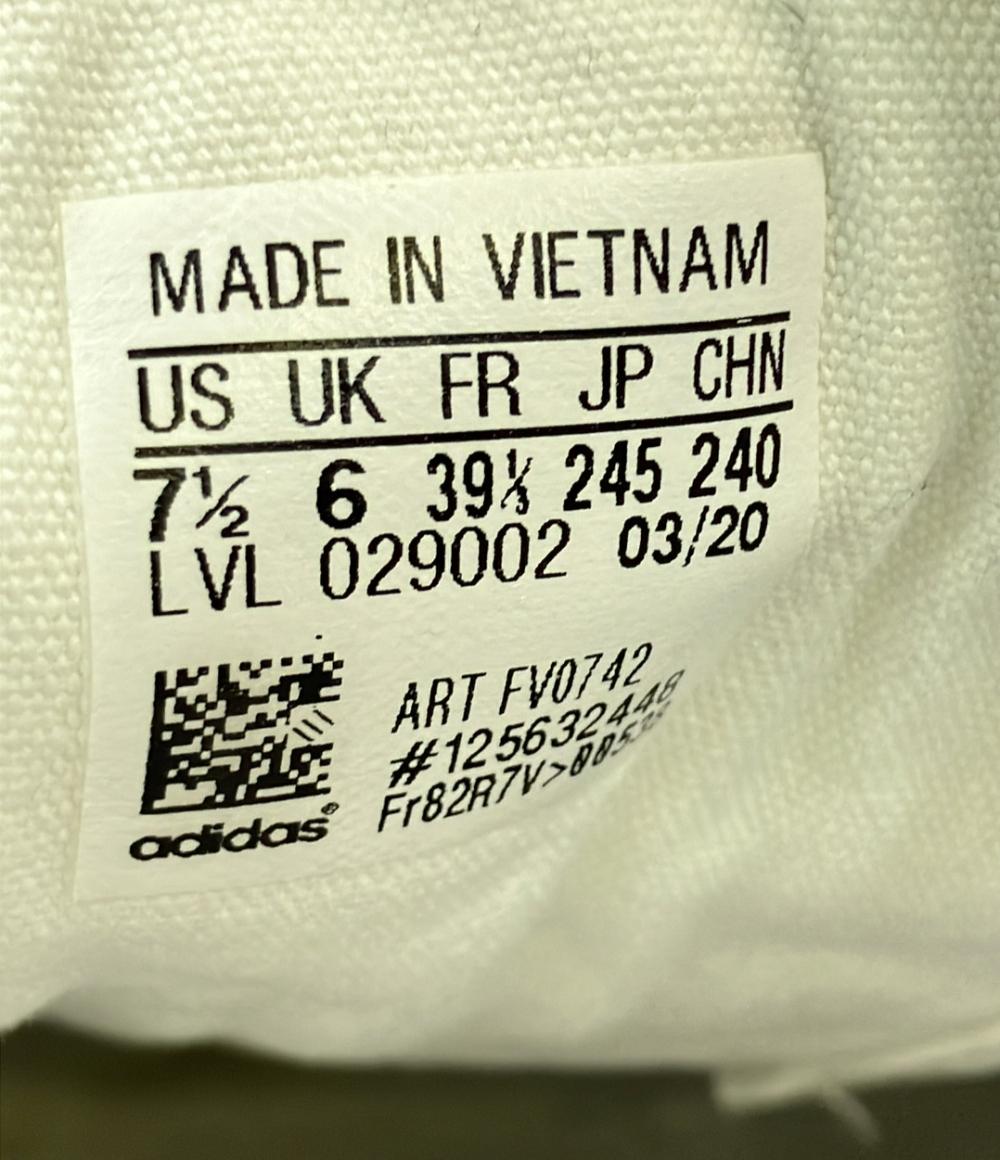 MADE IN VIETNAM
US UK FR JP CHN
7½ 6 39⅓ 245 240
LVL 029002 03/20
ART FV0742
#125632448
adidas®